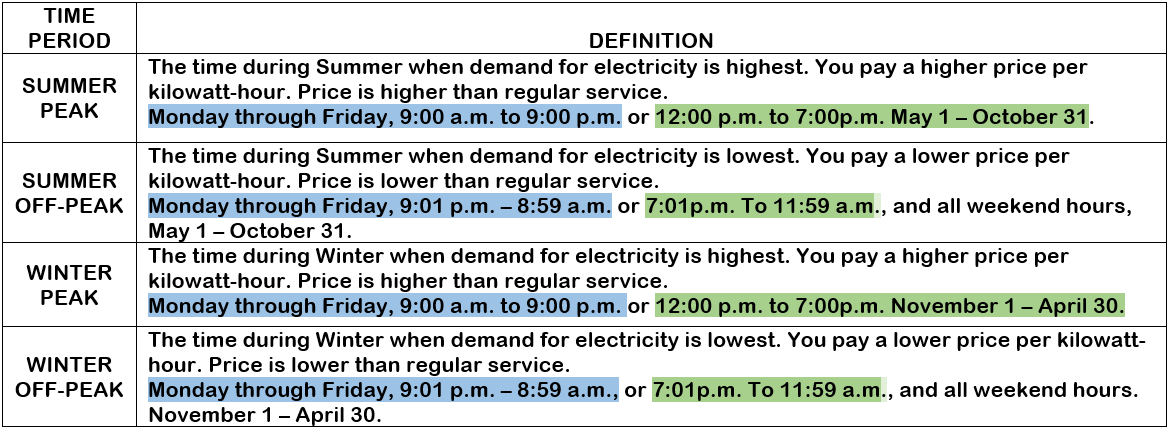 TIME
PERIOD
DEFINITION
SUMMER
PEAK
The time during Summer when demand for electricity is highest. You pay a higher price per
kilowatt-hour. Price is higher than regular service.
Monday through Friday, 9:00 a.m. to 9:00 p.m. or 12:00 p.m. to 7:00p.m. May 1 – October 31.
SUMMER
OFF-PEAK
The time during Summer when demand for electricity is lowest. You pay a lower price per
kilowatt-hour. Price is lower than regular service.
Monday through Friday, 9:01 p.m. – 8:59 a.m. or 7:01p.m. To 11:59 a.m., and all weekend hours,
May 1 – October 31.
WINTER
PEAK
The time during Winter when demand for electricity is highest. You pay a higher price per
kilowatt-hour. Price is higher than regular service.
Monday through Friday, 9:00 a.m. to 9:00 p.m. or 12:00 p.m. to 7:00p.m. November 1 – April 30.
WINTER
OFF-PEAK
The time during Winter when demand for electricity is lowest. You pay a lower price per kilowatt-
hour. Price is lower than regular service.
Monday through Friday, 9:01 p.m. – 8:59 a.m., or 7:01p.m. To 11:59 a.m., and all weekend hours.
November 1 – April 30.